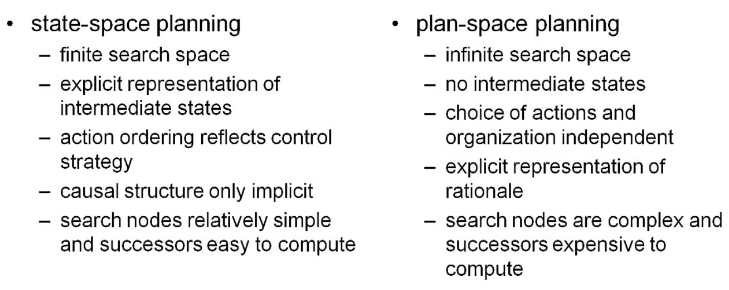 • state-space planning
– finite search space
– explicit representation of
intermediate states
– action ordering reflects control
strategy
– causal structure only implicit
– search nodes relatively simple
and successors easy to compute
• plan-space planning
– infinite search space
– no intermediate states
– choice of actions and
organization independent
– explicit representation of
rationale
– search nodes are complex and
successors expensive to
compute